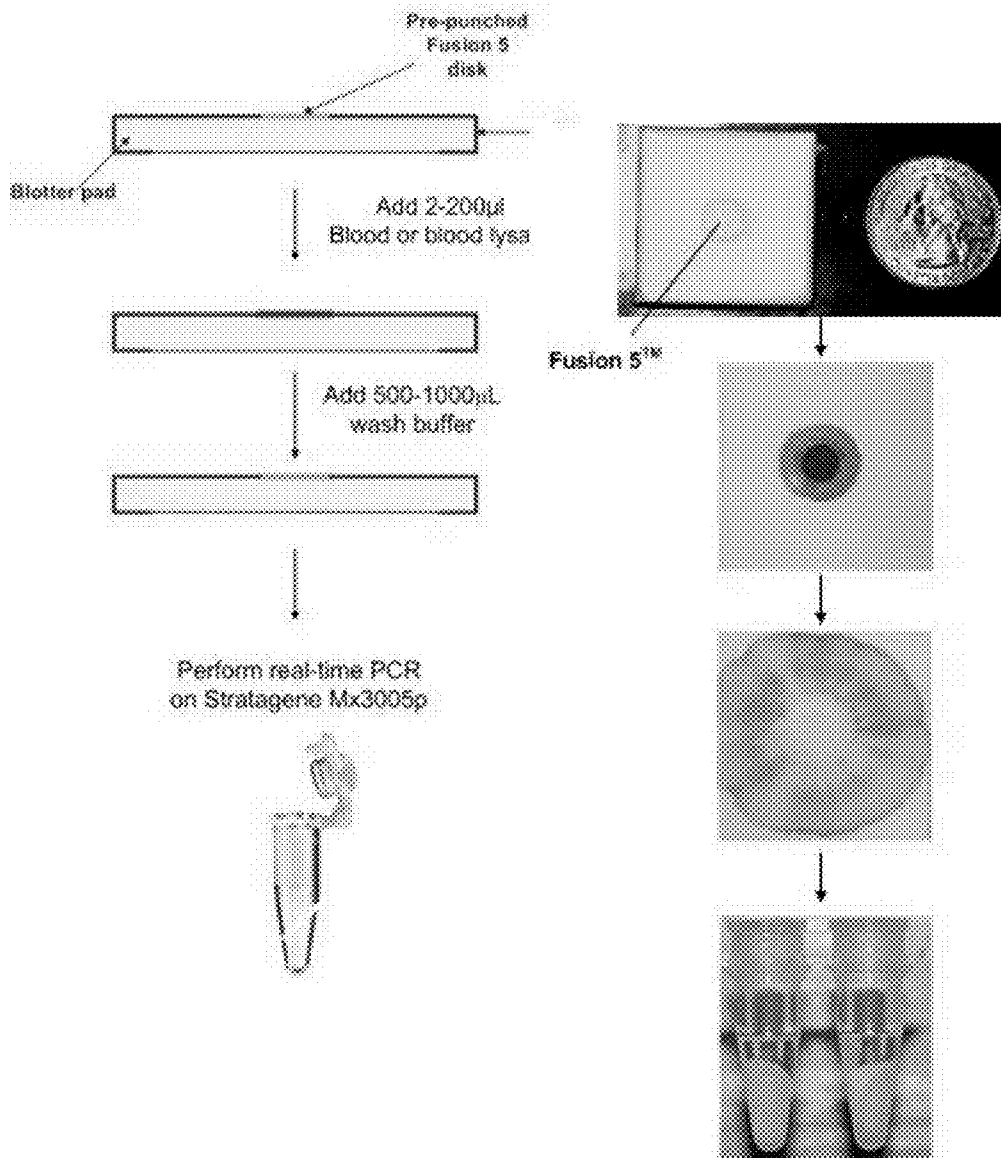 Pre-punched
Fusion 5
disk
Blotter pad
Add 2-200µl
Blood or blood lysa
Fusion 5™
Add 500-1000µL
wash buffer
Perform real-time PCR
on Stratagene Mx3005p